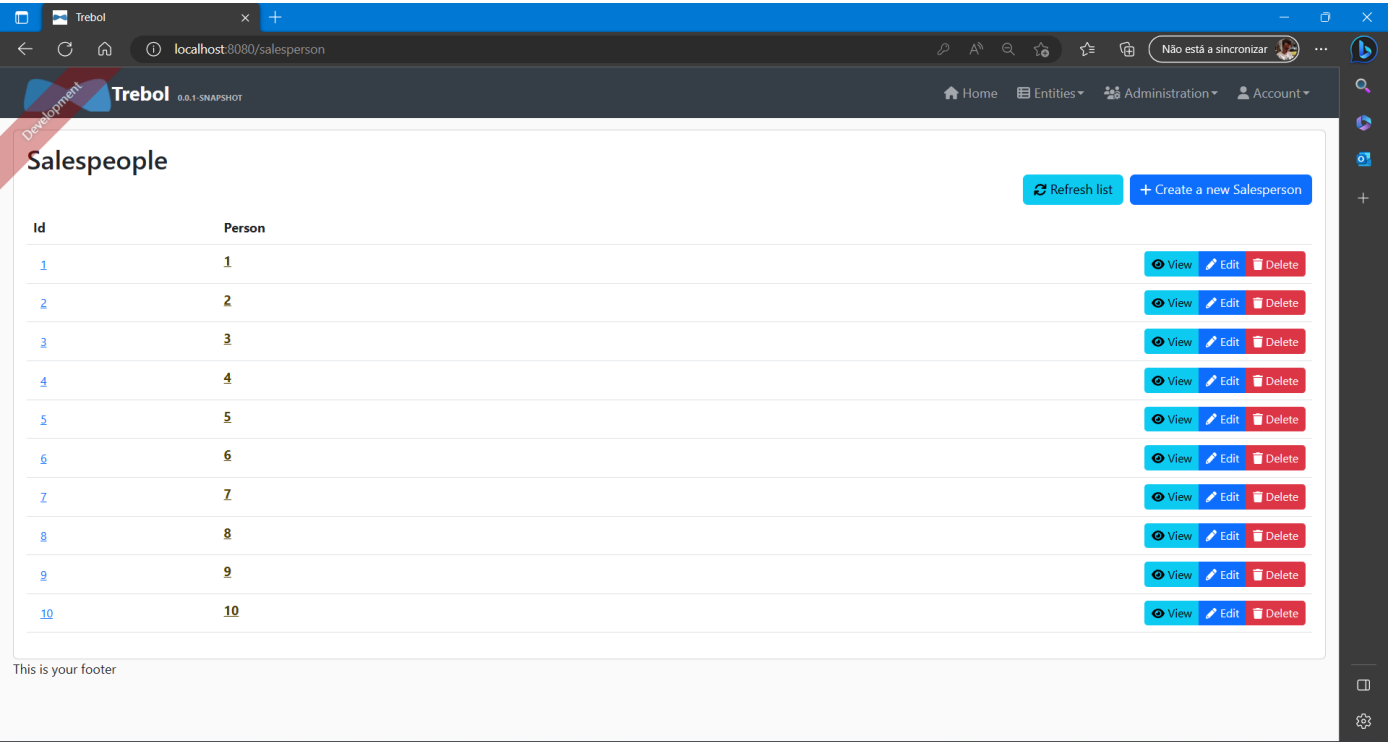 Trebol
localhost:8080/salesperson
Não está a sincronizar
Development
Trebol 0.0.1-SNAPSHOT
Home Entities Administration Account
Salespeople
Refresh list Create a new Salesperson
Id Person
1 1 View Edit Delete
2 2 View Edit Delete
3 3 View Edit Delete
4 4 View Edit Delete
5 5 View Edit Delete
6 6 View Edit Delete
7 7 View Edit Delete
8 8 View Edit Delete
9 9 View Edit Delete
10 10 View Edit Delete
This is your footer